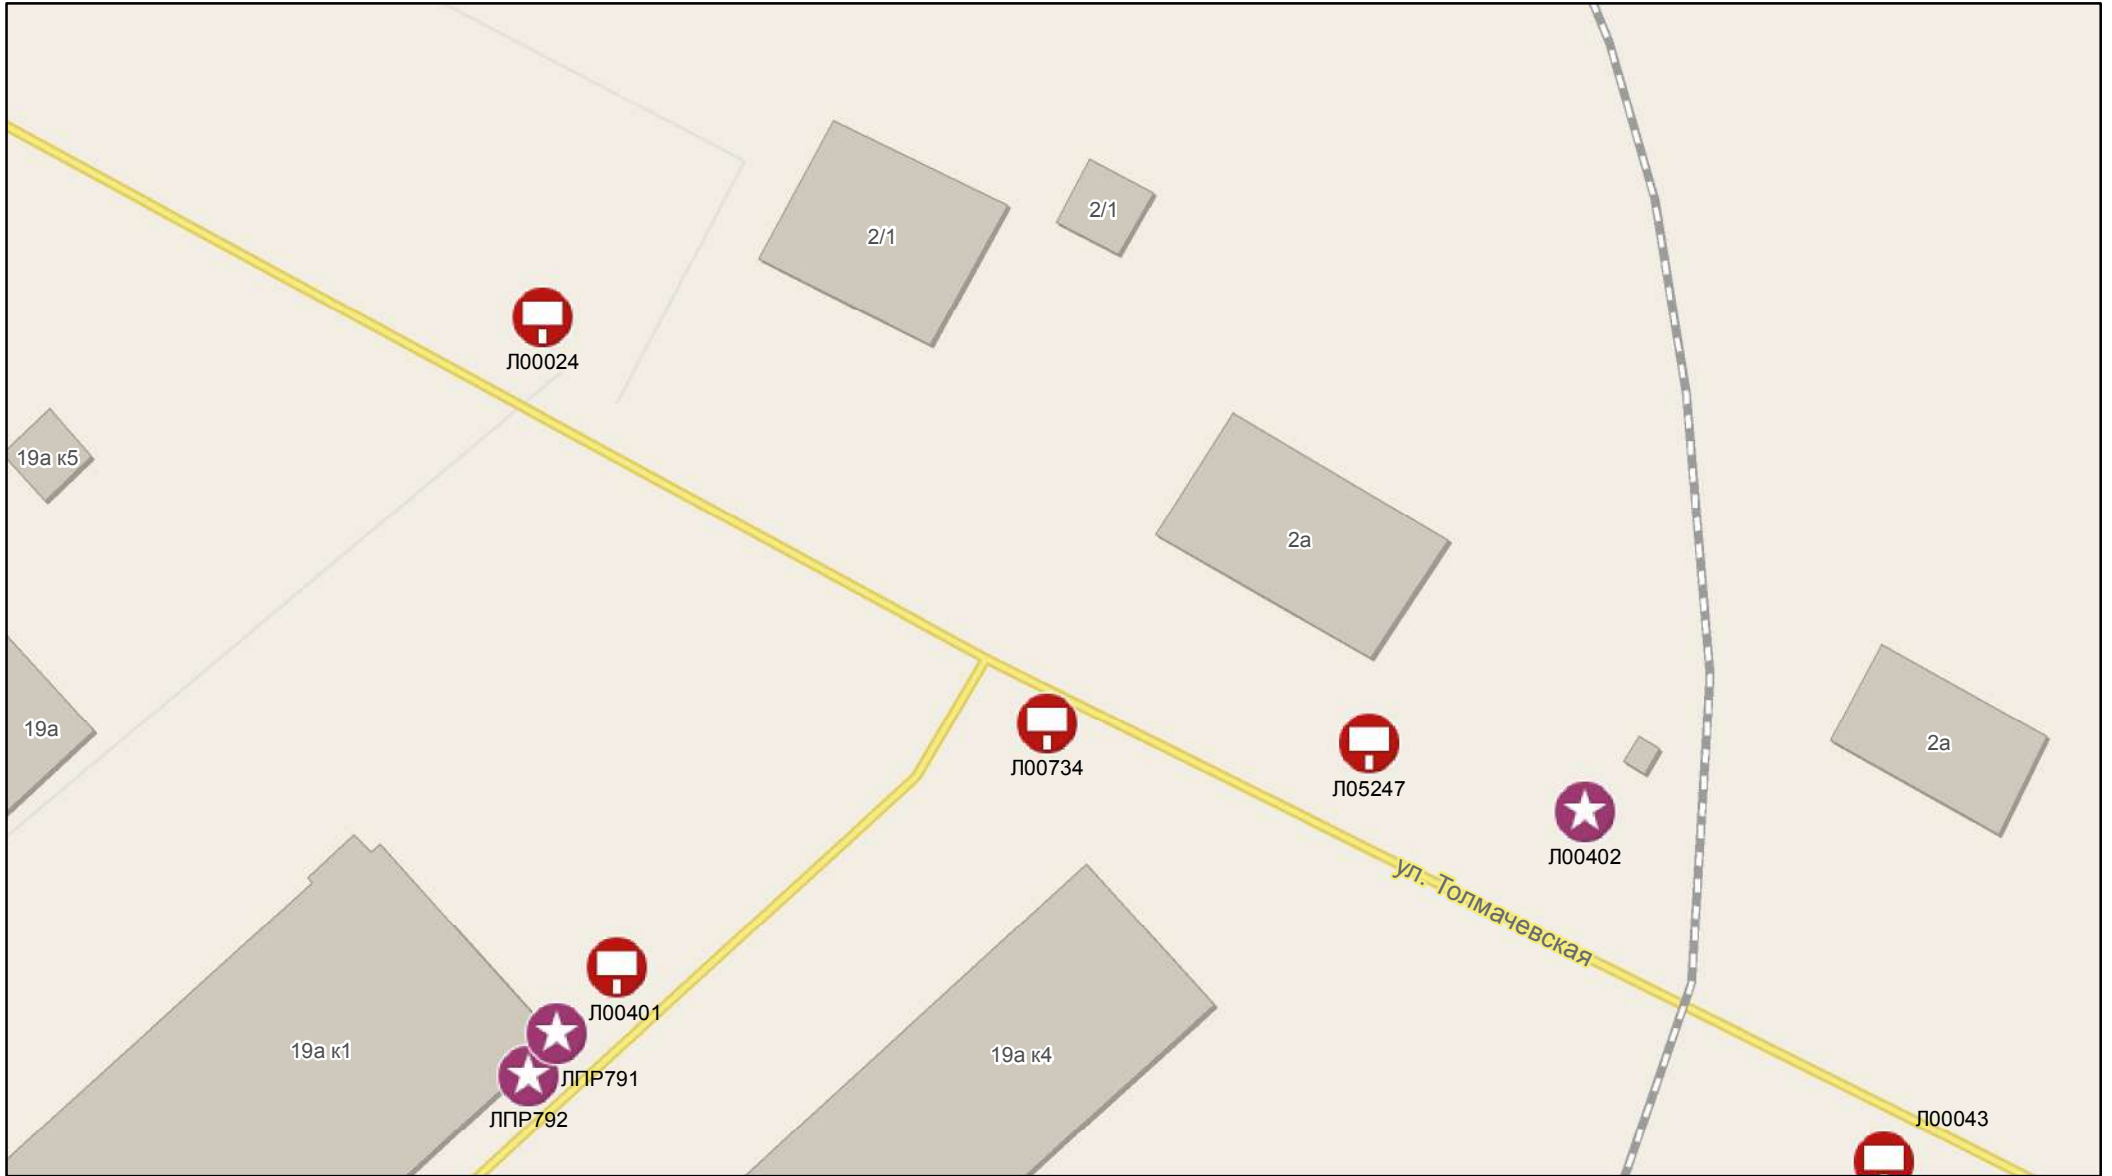 2/1
2/1
Л00024
19а к5
2а
19а
Л00734
Л05247
2а
Л00402
ул. Толмачевская
Л00401
19а к1
19а к4
ЛПР791
ЛПР792
Л00043